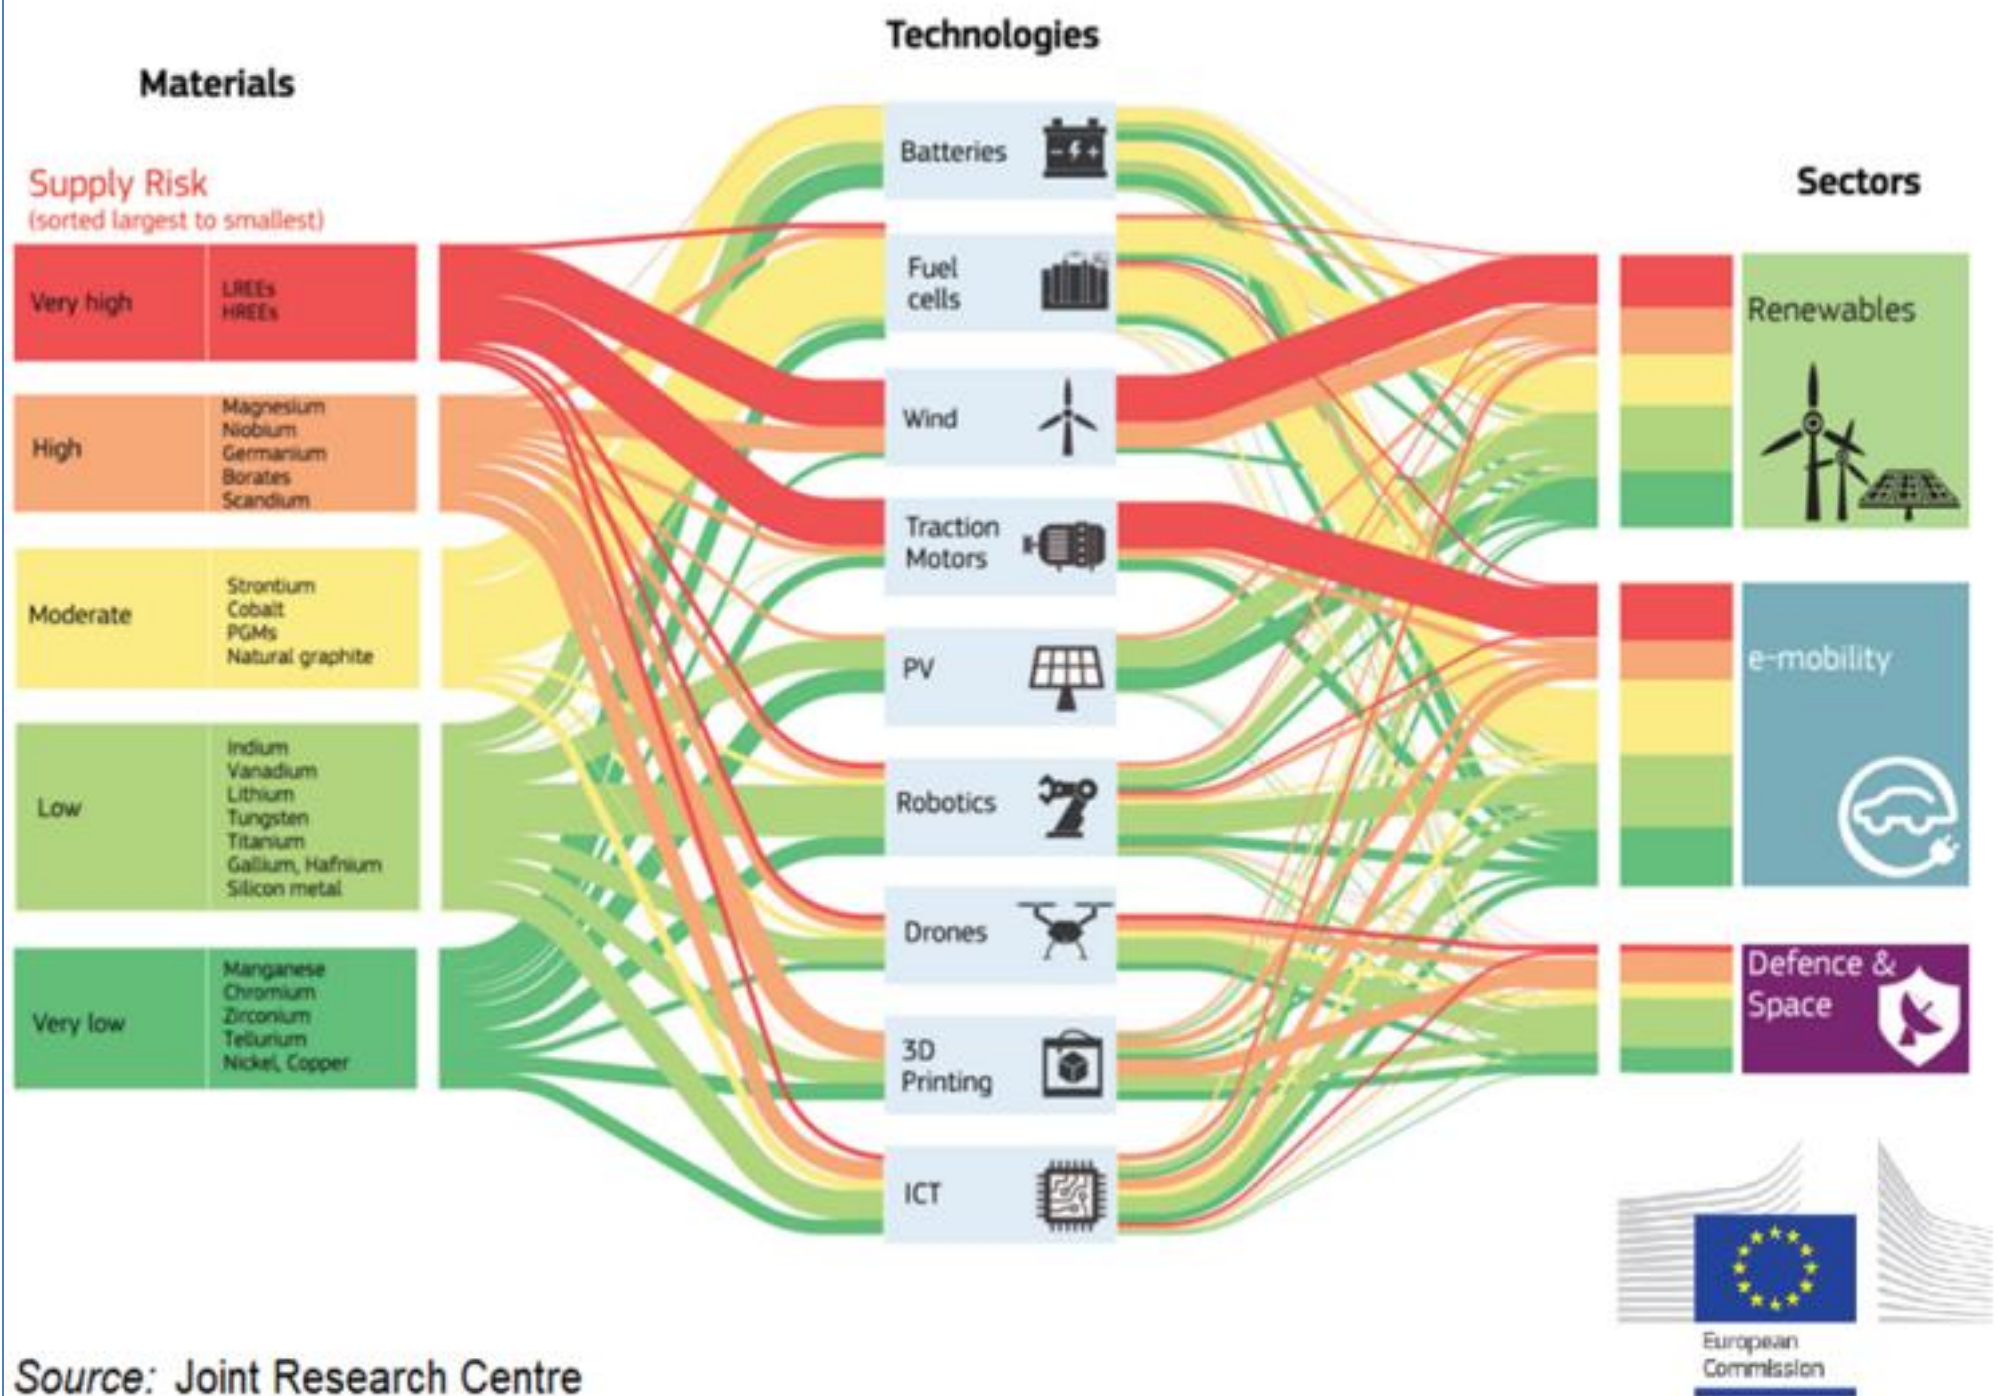 Technologies
Materials
Supply Risk
(sorted largest to smallest)
Sectors
Very high
LREEs
HREEs
High
Magnesium
Niobium
Germanium
Borates
Scandium
Moderate
Strontium
Cobalt
PGMs
Natural graphite
Low
Indium
Vanadium
Lithium
Tungsten
Titanium
Gallium, Hafnium
Silicon metal
Very low
Manganese
Chromium
Zirconium
Tellurium
Nickel, Copper
Batteries
Fuel
cells
Wind
Traction
Motors
PV
Robotics
Drones
3D
Printing
ICT
Renewables
e-mobility
Defence &
Space
European
Commission
Source: Joint Research Centre